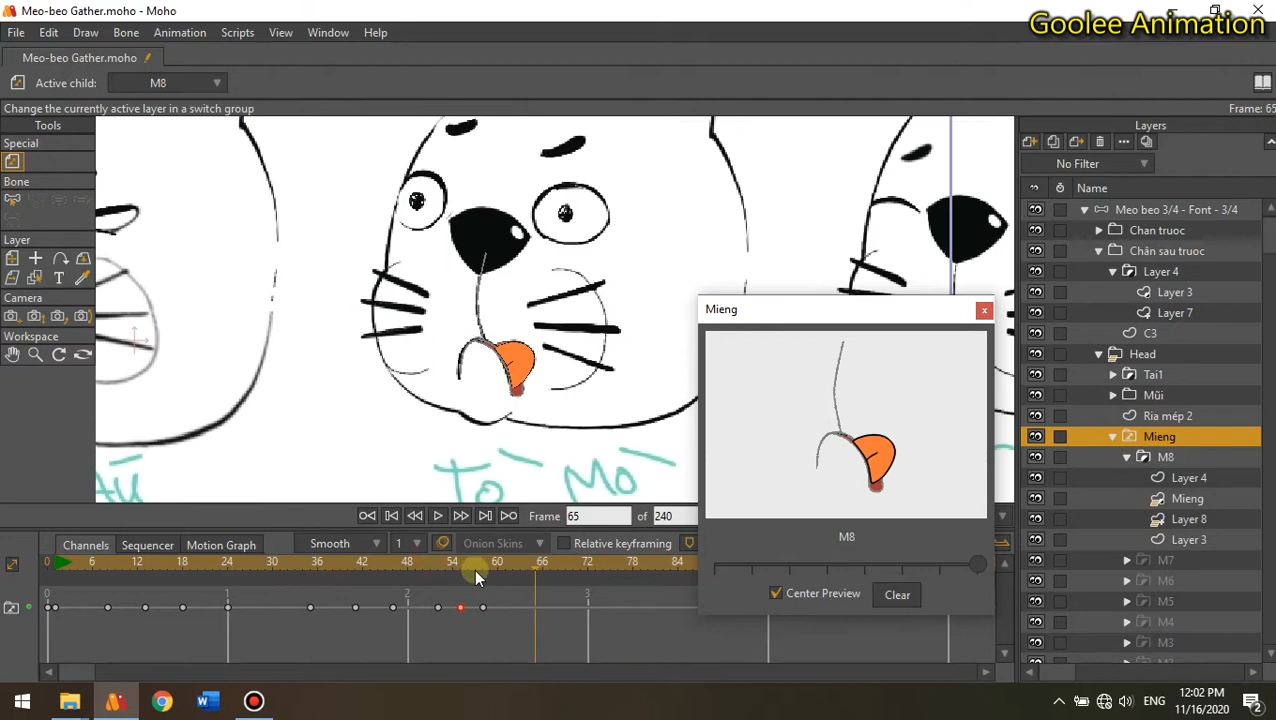 Meo-beo Gather.moho - Moho
Goolee Animation
File Edit Draw Bone Animation Scripts View Window Help
Meo-beo Gather.moho
Active child: M8
Change the currently active layer in a switch group
Frame: 65
Tools
Special
Bone
Layer
T
Camera
Workspace
Layers
No Filter
Name
Meo beo 3/4 - Font - 3/4
Chan truoc
Chân sau truoc
Layer 4
Layer 3
Layer 7
C3
Head
Tai1
Mũi
Ria mép 2
Mieng
M8
Layer 4
Mieng
Layer 8
Layer 3
M7
M6
M5
M4
M3
TÒ MÒ
Mieng
M8
Center Preview
Clear
Frame 65 of 240
Channels Sequencer Motion Graph Smooth 1 Onion Skins Relative keyframing
0 6 12 18 24 30 36 42 48 54 60 66 72 78 84
0 1 2 3
ENG
12:02 PM
11/16/2020
2